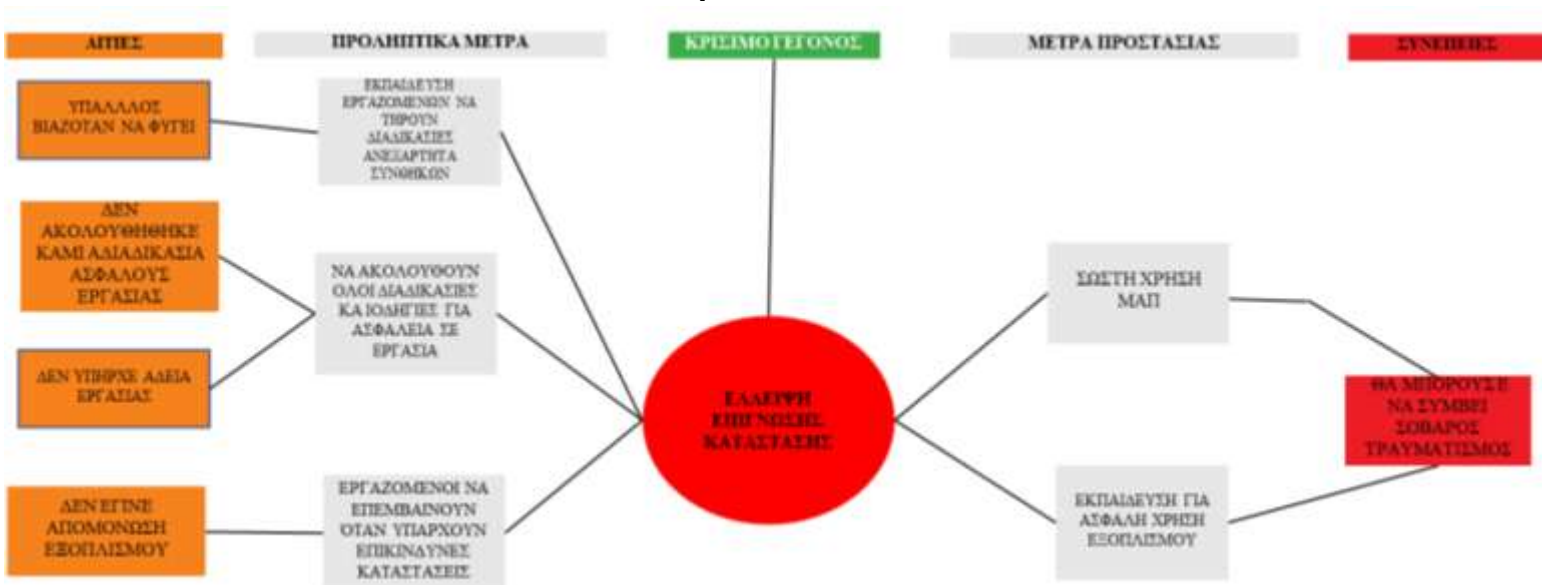 ΑΙΤΙΕΣ
ΠΡΟΛΗΠΤΙΚΑ ΜΕΤΡΑ
ΚΡΙΣΙΜΟ ΓΕΓΟΝΟΣ
ΜΕΤΡΑ ΠΡΟΣΤΑΣΙΑΣ
ΣΥΝΕΠΕΙΕΣ
ΥΠΑΛΛΛΟΣ
ΒΙΑΖΟΤΑΝ ΝΑ ΦΥΓΕΙ
ΔΕΝ
ΑΚΟΛΟΥΘΗΘΗΚΕ
ΚΑΜΙ ΑΔΙΑΔΙΚΑΣΙΑ
ΑΣΦΑΛΟΥΣ
ΕΡΓΑΣΙΑΣ
ΔΕΝ ΥΠΗΡΧΕ ΑΔΕΙΑ
ΕΡΓΑΣΙΑΣ
ΔΕΝ ΕΓΙΝΕ
ΑΠΟΜΟΝΩΣΗ
ΕΞΟΠΛΙΣΜΟΥ
ΕΚΠΑΙΔΕΥΣΗ
ΕΡΓΑΖΟΜΕΝΩΝ ΝΑ
ΤΗΡΟΥΝ
ΔΙΑΔΙΚΑΣΙΕΣ
ΑΝΕΞΑΡΤΗΤΑ
ΣΥΝΘΗΚΩΝ
ΝΑ ΑΚΟΛΟΥΘΟΥΝ
ΟΛΟΙ ΔΙΑΔΙΚΑΣΙΕΣ
ΚΑ ΙΟΔΗΓΙΕΣ ΓΙΑ
ΑΣΦΑΛΕΙΑ ΣΕ
ΕΡΓΑΣΙΑ
ΕΡΓΑΖΟΜΕΝΟΙ ΝΑ
ΕΠΕΜΒΑΙΝΟΥΝ
ΌΤΑΝ ΥΠΑΡΧΟΥΝ
ΕΠΙΚΙΝΔΥΝΕΣ
ΚΑΤΑΣΤΑΣΕΙΣ
ΕΛΛΕΙΨΗ
ΕΠΙΓΝΩΣΗΣ
ΚΑΤΑΣΤΑΣΗΣ
ΣΩΣΤΗ ΧΡΗΣΗ
ΜΑΠ
ΕΚΠΑΙΔΕΥΣΗ ΓΙΑ
ΑΣΦΑΛΗ ΧΡΗΣΗ
ΕΞΟΠΛΙΣΜΟΥ
ΘΑ ΜΠΟΡΟΥΣΕ
ΝΑ ΣΥΜΒΕΙ
ΣΟΒΑΡΟΣ
ΤΡΑΥΜΑΤΙΣΜΟΣ